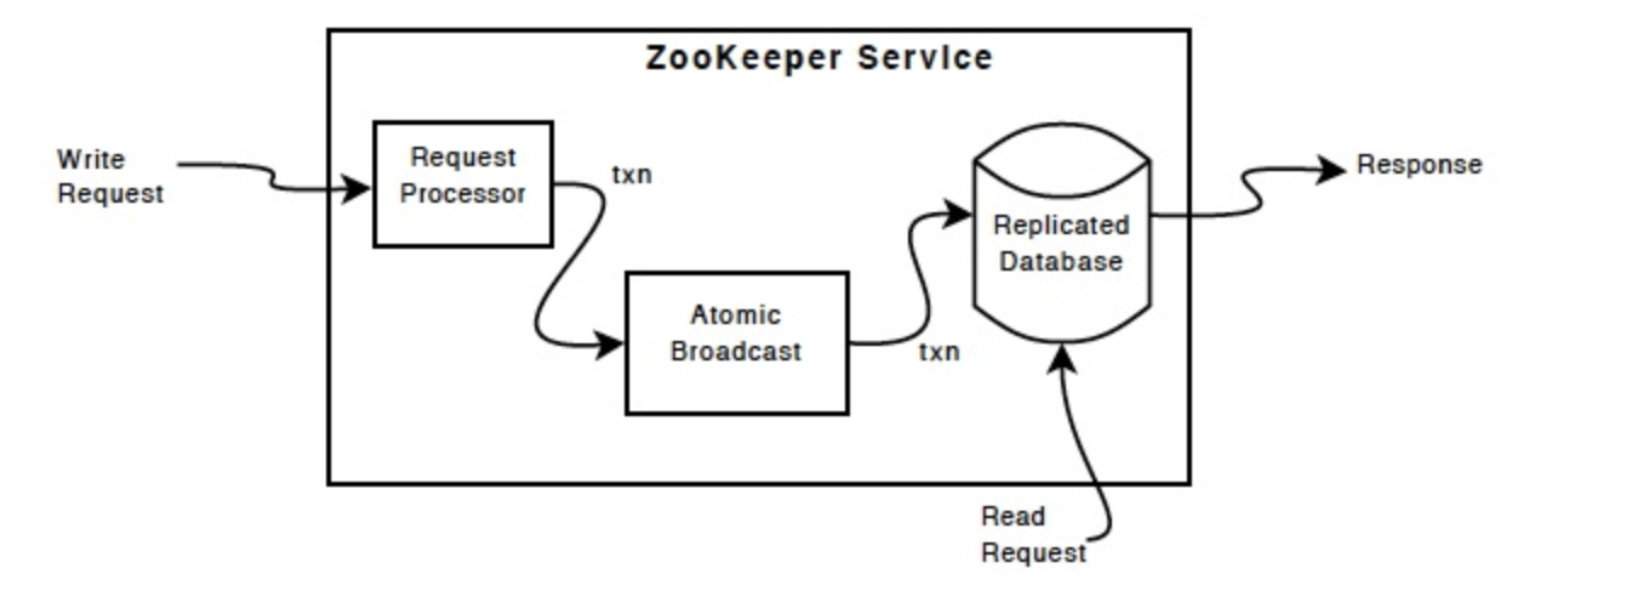 ZooKeeper ServIce
Write
Request
Request
Processor
txn
Atomic
Broadcast
txn
Replicated
Database
Response
Read
Request